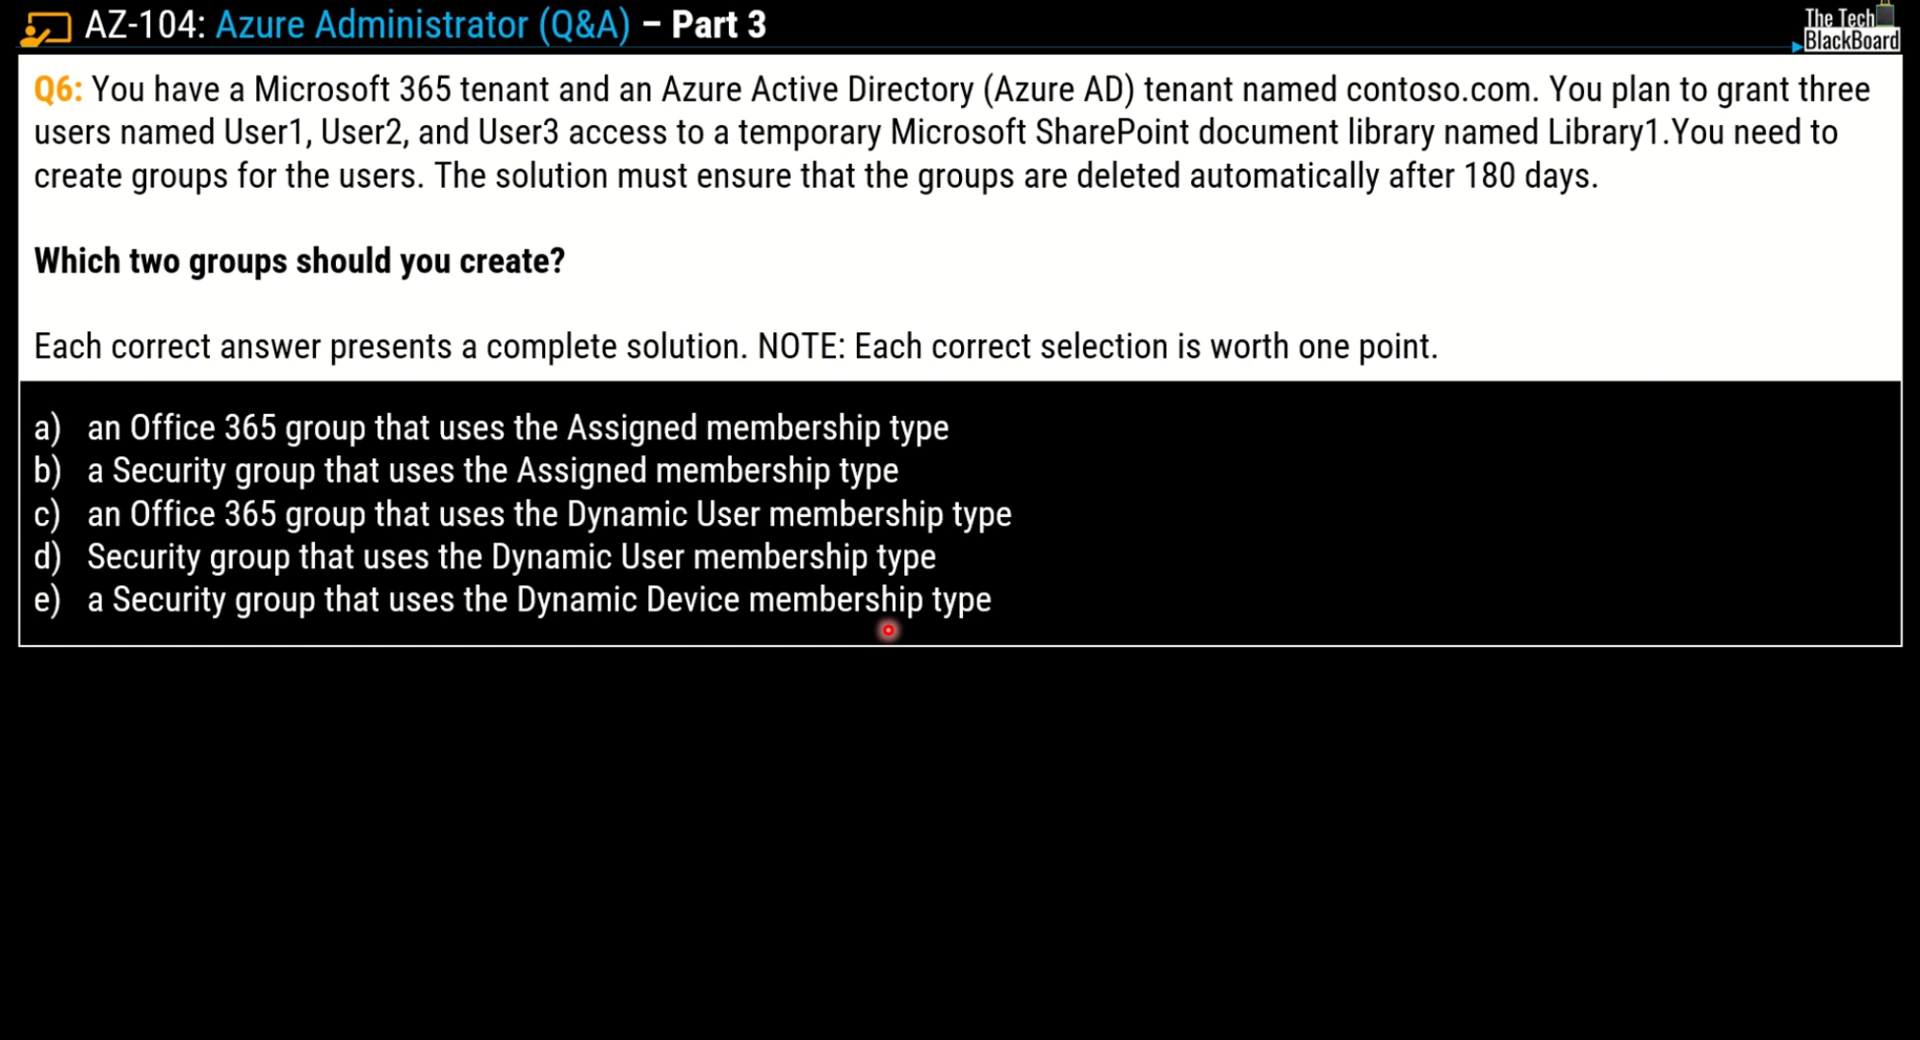 AZ-104: Azure Administrator (Q&A) – Part 3
The Tech
BlackBoard
Q6: You have a Microsoft 365 tenant and an Azure Active Directory (Azure AD) tenant named contoso.com. You plan to grant three
users named User1, User2, and User3 access to a temporary Microsoft SharePoint document library named Library1.You need to
create groups for the users. The solution must ensure that the groups are deleted automatically after 180 days.
Which two groups should you create?
Each correct answer presents a complete solution. NOTE: Each correct selection is worth one point.
a) an Office 365 group that uses the Assigned membership type
b) a Security group that uses the Assigned membership type
c) an Office 365 group that uses the Dynamic User membership type
d) Security group that uses the Dynamic User membership type
e) a Security group that uses the Dynamic Device membership type